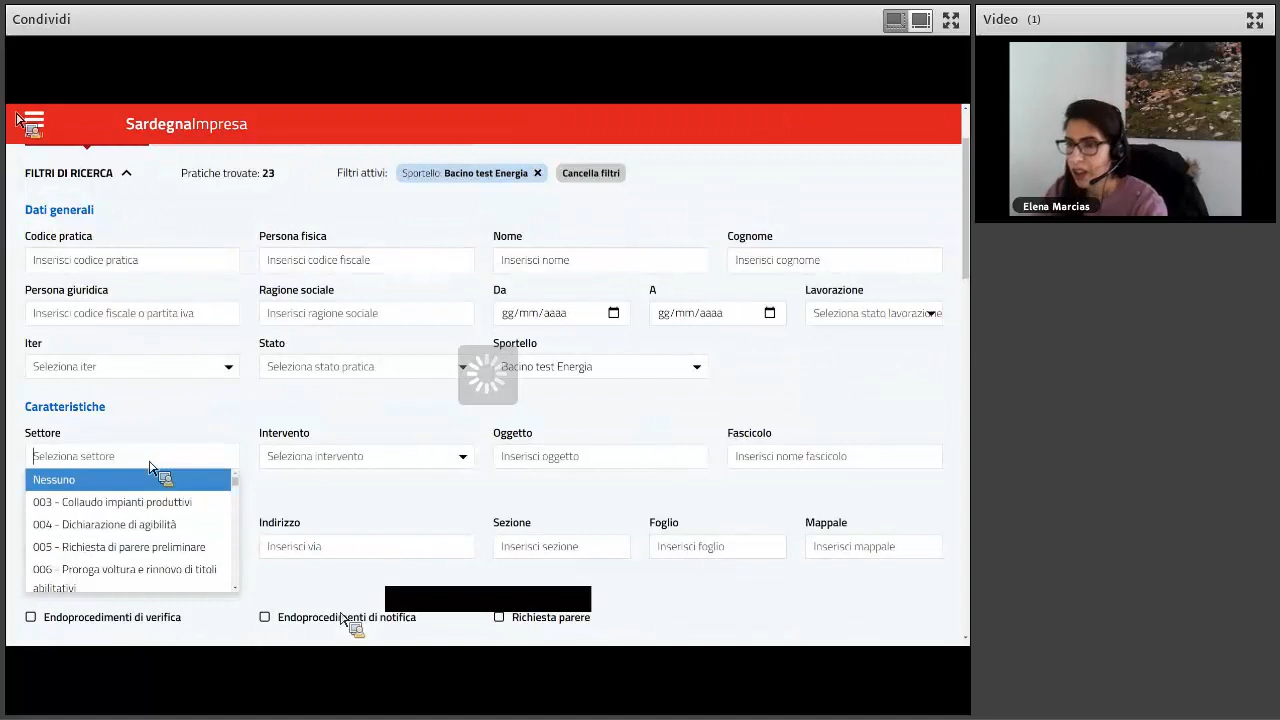 Condividi
Video (1)
SardegnaImpresa
FILTRI DI RICERCA Pratiche trovate: 23 Filtri attivi: Sportello: Bacino test Energia × Cancella filtri
Dati generali
Codice pratica Persona fisica Nome Cognome
Inserisci codice pratica Inserisci codice fiscale Inserisci nome Inserisci cognome
Persona giuridica Ragione sociale Da A Lavorazione
Inserisci codice fiscale o partita iva Inserisci ragione sociale gg/mm/aaaa gg/mm/aaaa Seleziona stato lavorazione
Iter Stato Sportello
Seleziona iter Seleziona stato pratica Bacino test Energia
Caratteristiche
Settore Intervento Oggetto Fascicolo
Seleziona settore Seleziona intervento Inserisci oggetto Inserisci nome fascicolo
Nessuno
003 - Collaudo impianti produttivi
004 - Dichiarazione di agibilità
005 - Richiesta di parere preliminare
006 - Proroga voltura e rinnovo di titoli
abilitativi
Indirizzo Sezione Foglio Mappale
Inserisci via Inserisci sezione Inserisci foglio Inserisci mappale
Endoprocedimenti di verifica Endoprocedimenti di notifica Richiesta parere
Elena Marcias